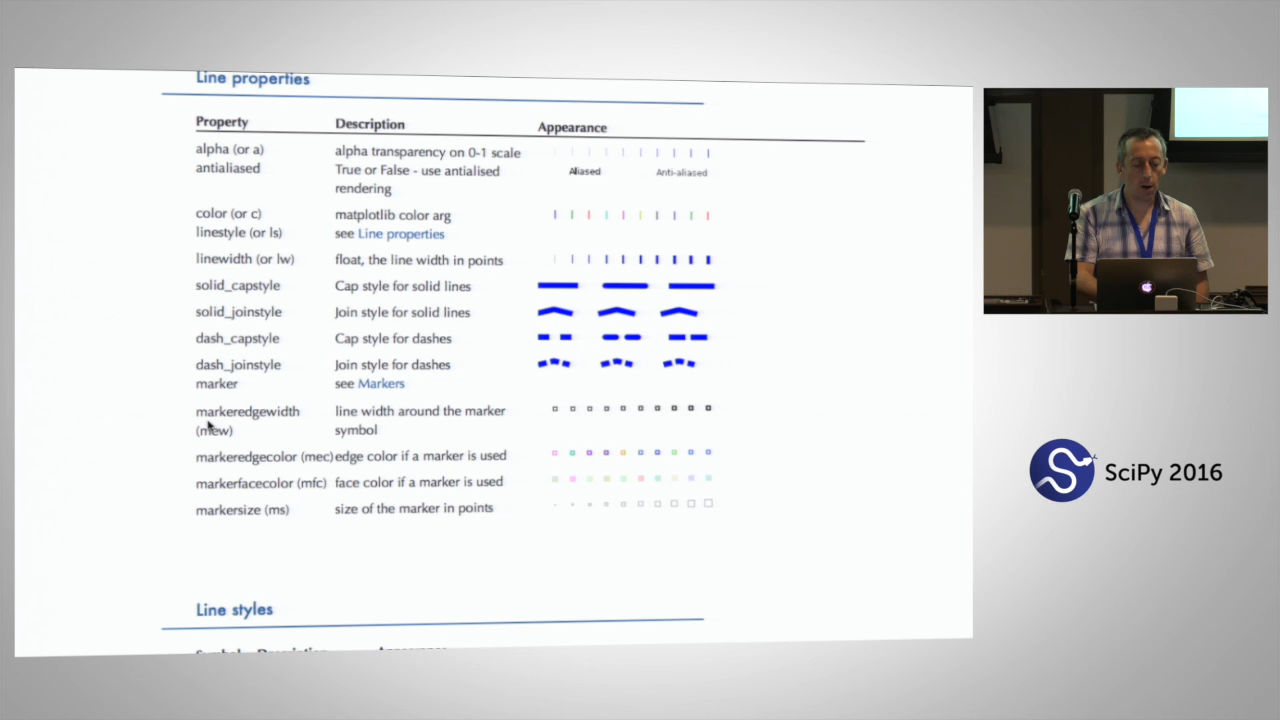 Line properties
Property Description Appearance
alpha (or a) alpha transparency on 0-1 scale
antialiased True or False - use antialised rendering Aliased Anti-aliased
color (or c) matplotlib color arg
linestyle (or ls) see Line properties
linewidth (or lw) float, the line width in points
solid_capstyle Cap style for solid lines
solid_joinstyle Join style for solid lines
dash_capstyle Cap style for dashes
dash_joinstyle Join style for dashes
marker see Markers
markeredgewidth (mew) line width around the marker symbol
markeredgecolor (mec) edge color if a marker is used
markerfacecolor (mfc) face color if a marker is used
markersize (ms) size of the marker in points
Line styles
SciPy 2016